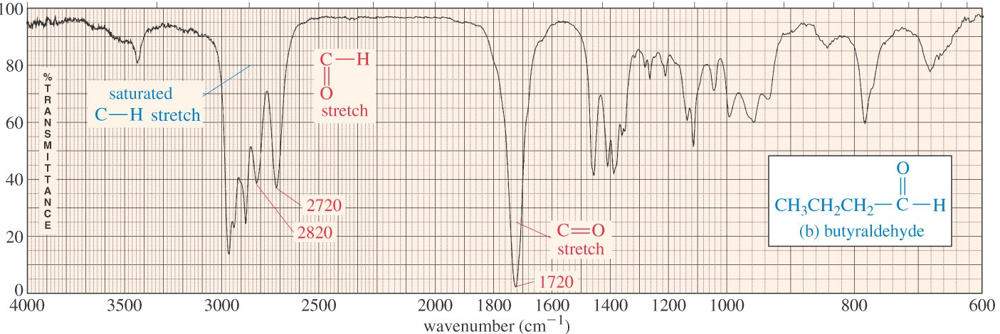 100
80
60
40
20
0
% TRANSMITTANCE
saturated
C—H stretch
C—H
‖
O
stretch
2720
2820
C=O
stretch
1720
O
‖
CH₃CH₂CH₂—C—H
(b) butyraldehyde
4000 3500 3000 2500 2000 1800 1600 1400 1200 1000 800 600
wavenumber (cm⁻¹)